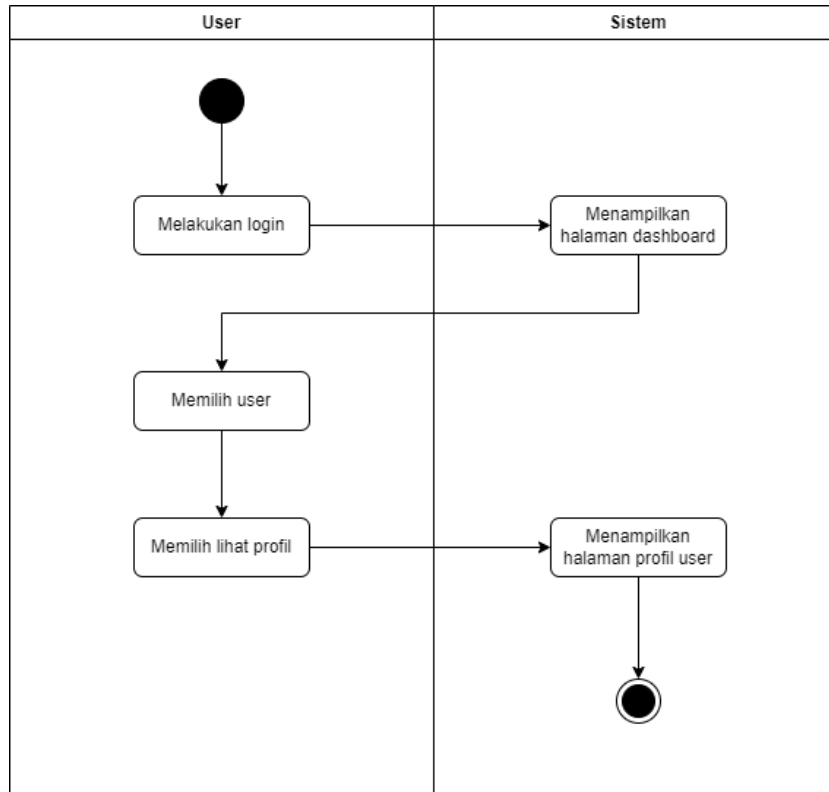 User
Sistem
Melakukan login
Menampilkan
halaman dashboard
Memilih user
Memilih lihat profil
Menampilkan
halaman profil user